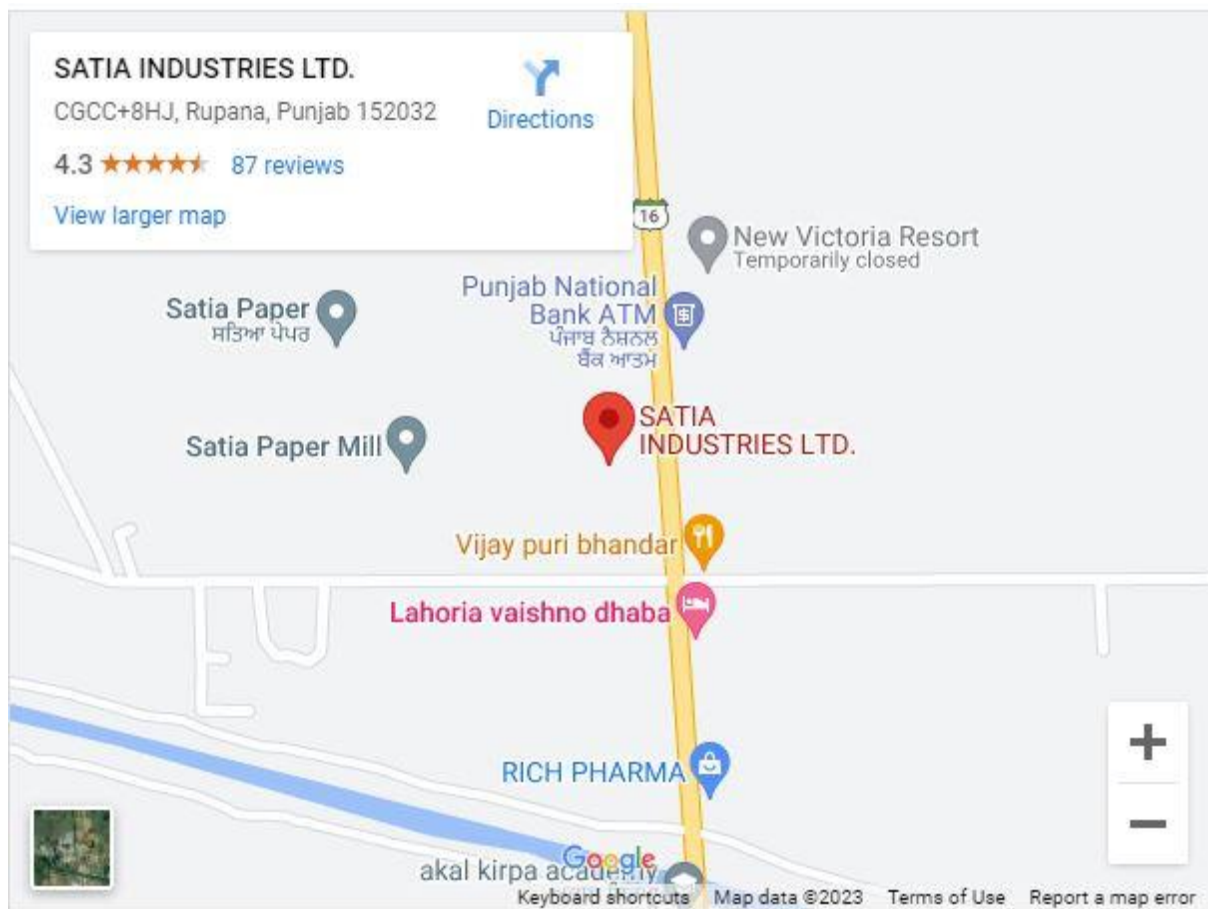 SATIA INDUSTRIES LTD.
CGCC+8HJ, Rupana, Punjab 152032
Directions
4.3
87 reviews
View larger map
16
New Victoria Resort
Temporarily closed
Punjab National
Bank ATM
ਪੰਜਾਬ ਨੈਸ਼ਨਲ
ਬੈਂਕ ਆਤਮ
Satia Paper
ਸਤਿਆ ਪੇਪਰ
SATIA
INDUSTRIES LTD.
Satia Paper Mill
Vijay puri bhandar
Lahoria vaishno dhaba
RICH PHARMA
Google
akal kirpa academy
Keyboard shortcuts
Map data ©2023
Terms of Use
Report a map error